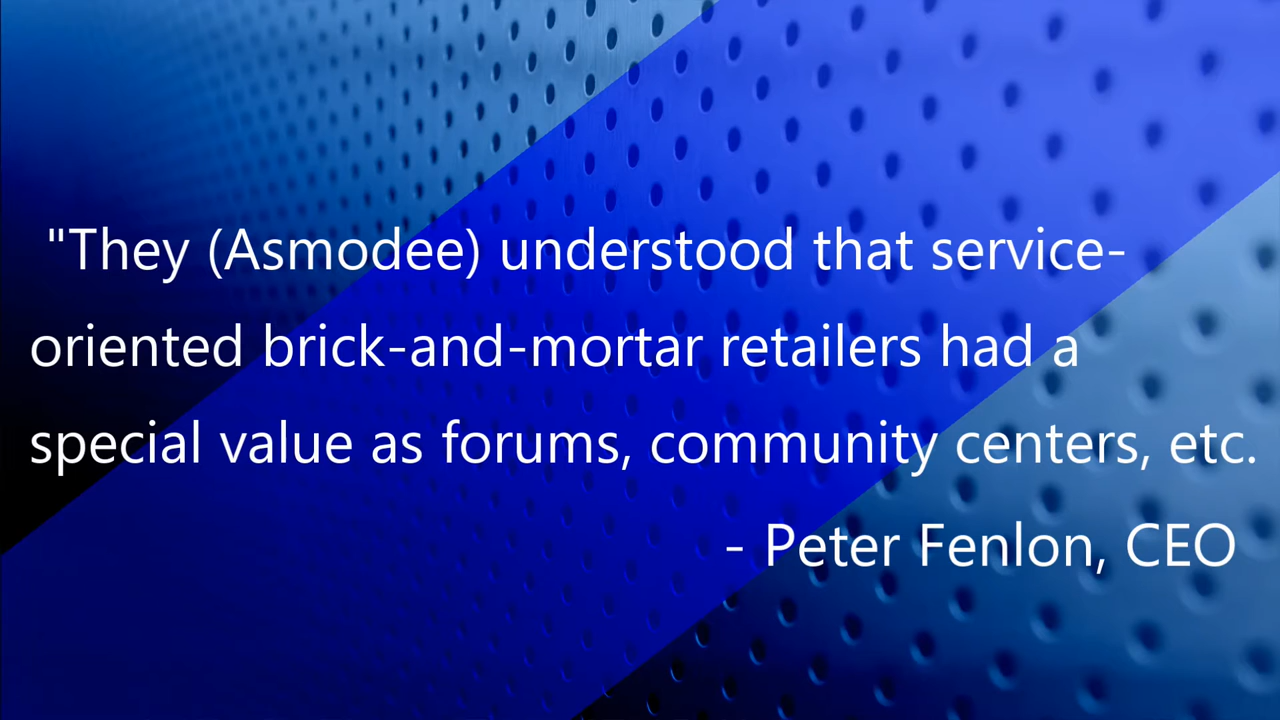 "They (Asmodee) understood that service-
oriented brick-and-mortar retailers had a
special value as forums, community centers, etc.
- Peter Fenlon, CEO